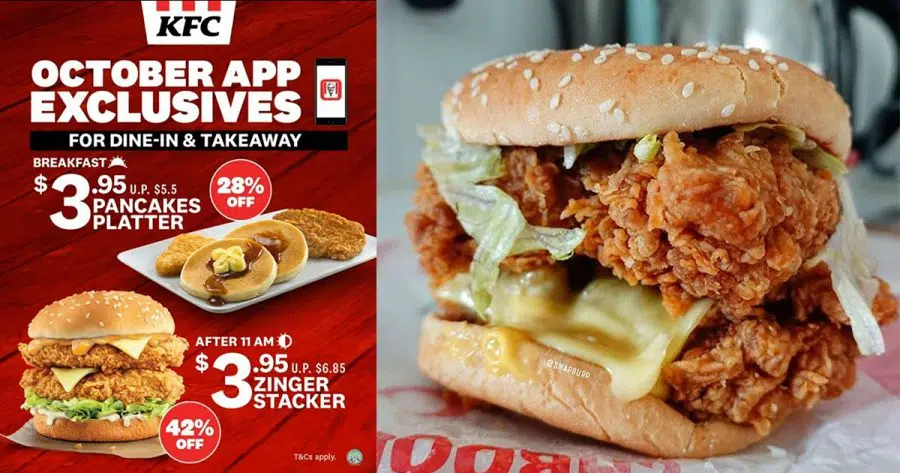 KFC
OCTOBER APP
EXCLUSIVES
FOR DINE-IN & TAKEAWAY
BREAKFAST
$3.95 U.P. $5.5
PANCAKES
PLATTER
28%
OFF
AFTER 11 AM
$3.95 U.P. $6.85
ZINGER
STACKER
42%
OFF
T&Cs apply.
@SNAPBURP